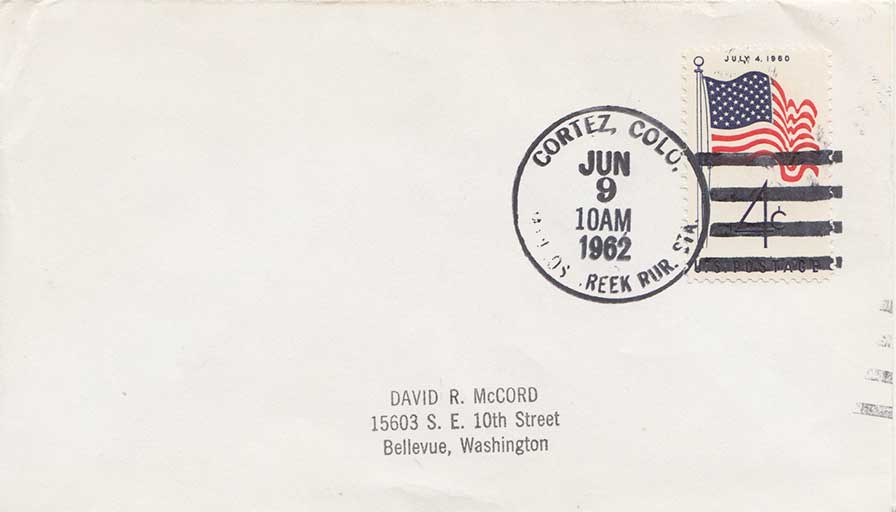 JULY 4, 1960
4¢
U.S. POSTAGE
CORTEZ, COLO.
JUN
9
10AM
1962
RUR. STA.
DAVID R. McCORD
15603 S. E. 10th Street
Bellevue, Washington